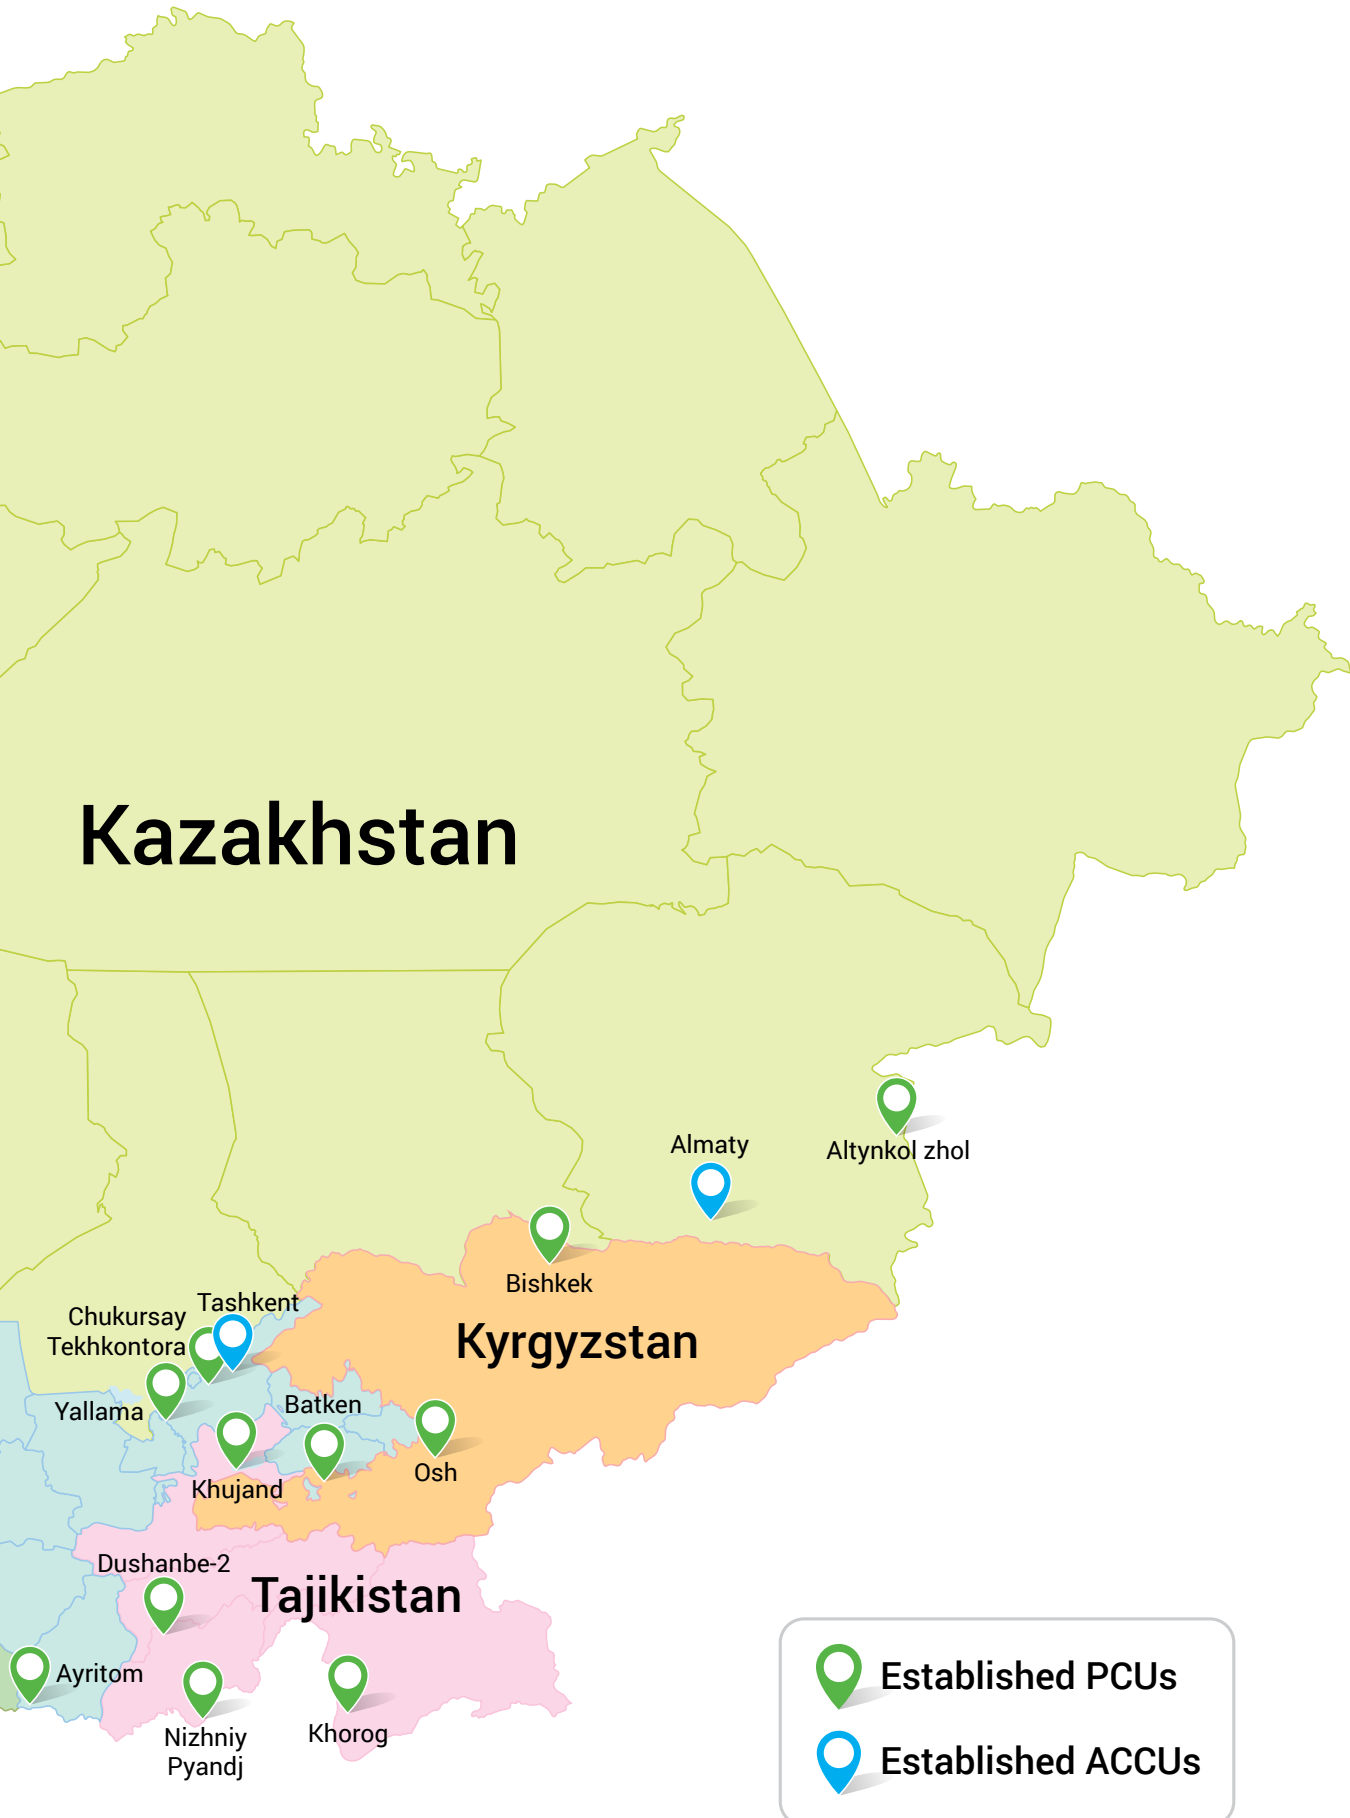 Kazakhstan
Almaty
Altynkol zhol
Bishkek
Tashkent
Chukursay
Tekhkontora
Kyrgyzstan
Yallama
Batken
Osh
Khujand
Dushanbe-2
Tajikistan
Ayritom
Nizhniy
Pyandj
Khorog
Established PCUs
Established ACCUs